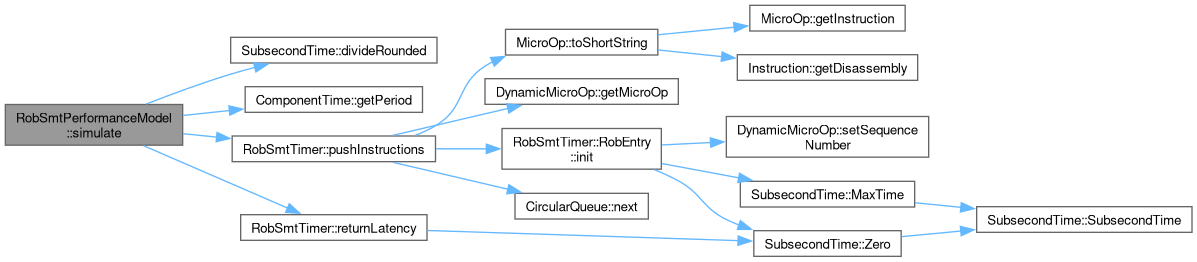 RobSmtPerformanceModel
::simulate
SubsecondTime::divideRounded
ComponentTime::getPeriod
RobSmtTimer::pushInstructions
RobSmtTimer::returnLatency
MicroOp::toShortString
DynamicMicroOp::getMicroOp
RobSmtTimer::RobEntry
::init
CircularQueue::next
MicroOp::getInstruction
Instruction::getDisassembly
DynamicMicroOp::setSequence
Number
SubsecondTime::MaxTime
SubsecondTime::Zero
SubsecondTime::SubsecondTime